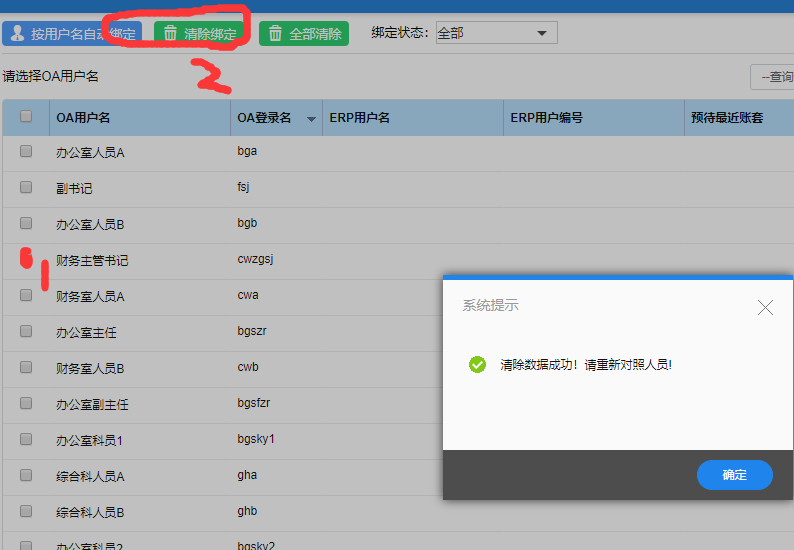 按用户名自动绑定 清除绑定 全部清除 绑定状态: 全部
2
请选择OA用户名 --查询
OA用户名 OA登录名 ERP用户名 ERP用户编号 预待最近账套
办公室人员A bga
副书记 fsj
办公室人员B bgb
财务主管书记 cwzgsj
1
财务室人员A cwa
办公室主任 bgszr
财务室人员B cwb
办公室副主任 bgsfzr
办公室科员1 bgsky1
综合科人员A gha
综合科人员B ghb
办公室科员2 bgsky2
系统提示
清除数据成功！请重新对照人员!
确定